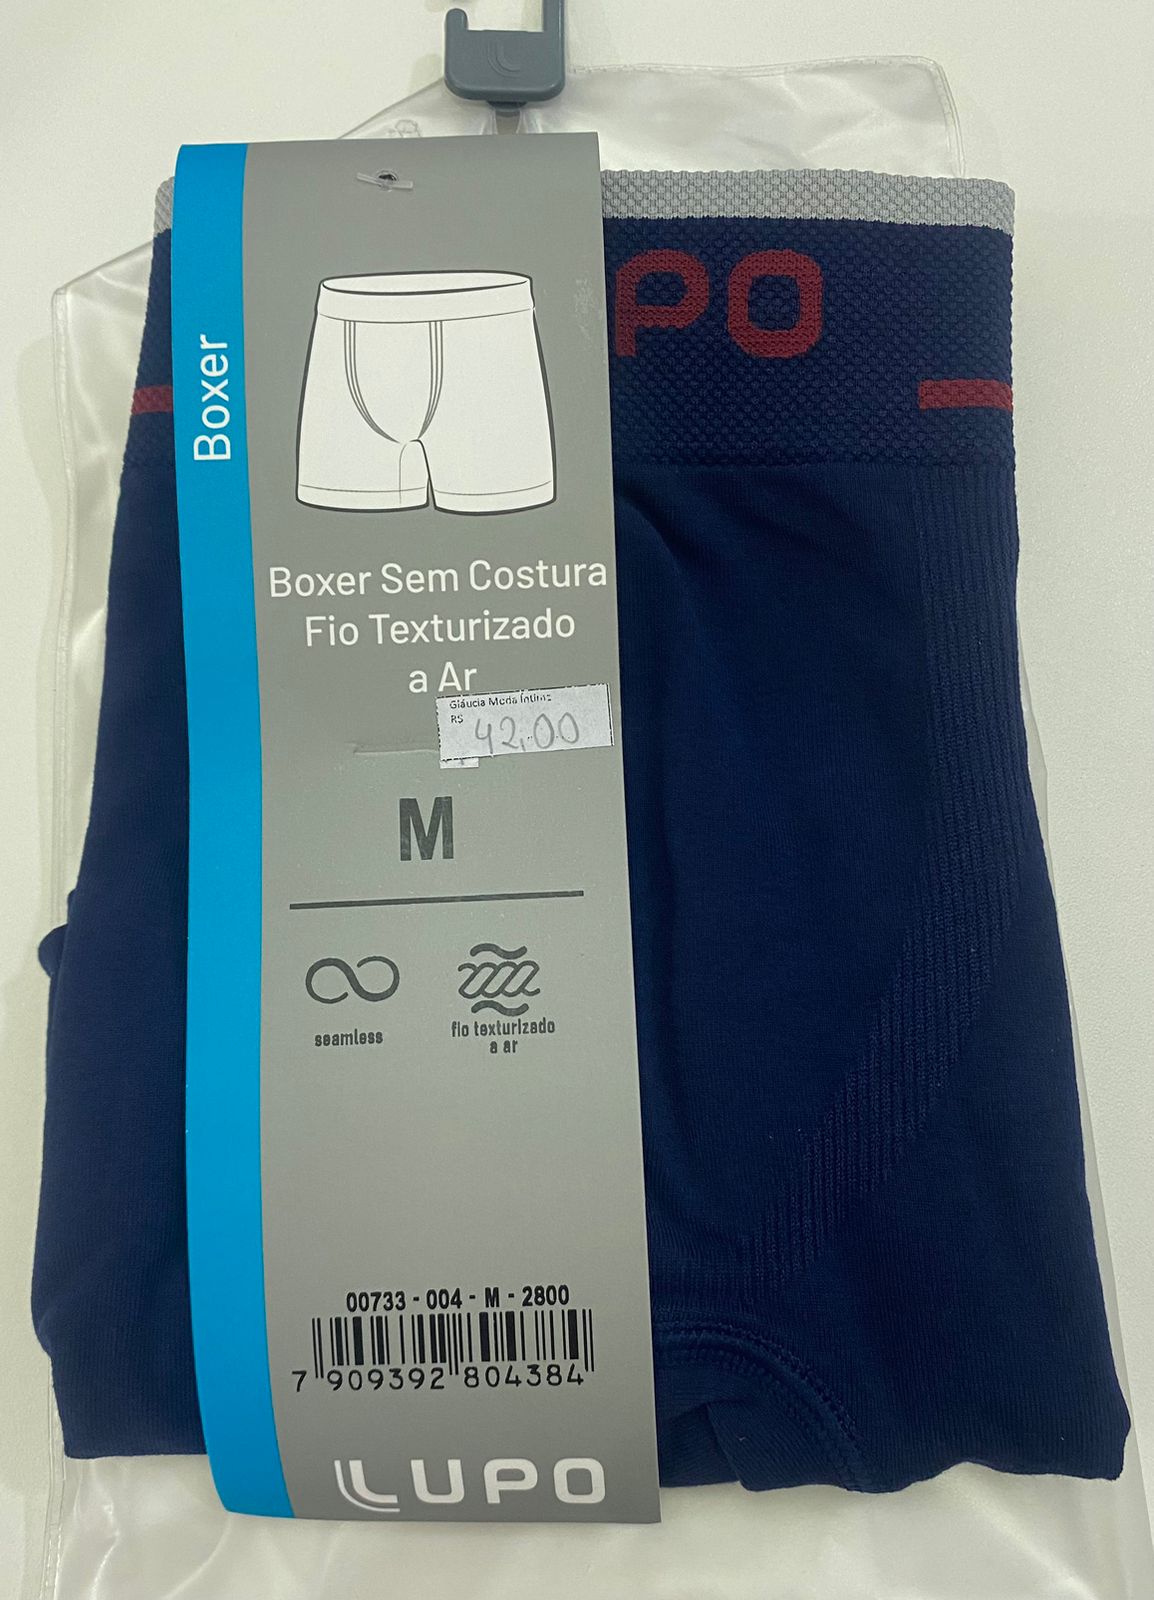 Boxer
PO
Boxer Sem Costura
Fio Texturizado
a Ar
Gláucia Moda Íntima
R$ 42,00
M
seamless
fio texturizado
a ar
00733 - 004 - M - 2800
7 909392 804384
LUPO